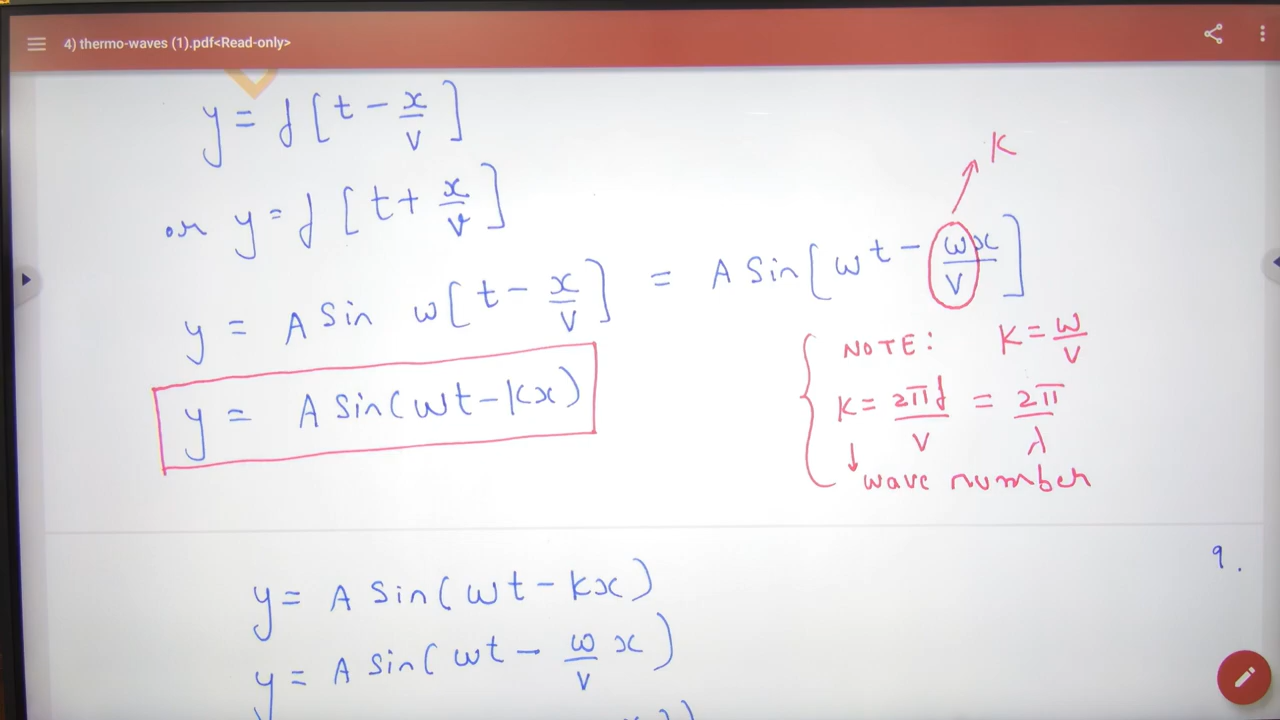 4) thermo-waves (1).pdf<Read-only>
y = f [t - x/v]
or y = f [t + x/v]
y = A Sin ω[t - x/v] = A Sin[ωt - ωx/v]
K
NOTE: K = ω/v
y = A Sin(ωt - kx)
K = 2πf/v = 2π/λ
wave number
9.
y = A Sin(ωt - kx)
y = A Sin(ωt - ω/v x)